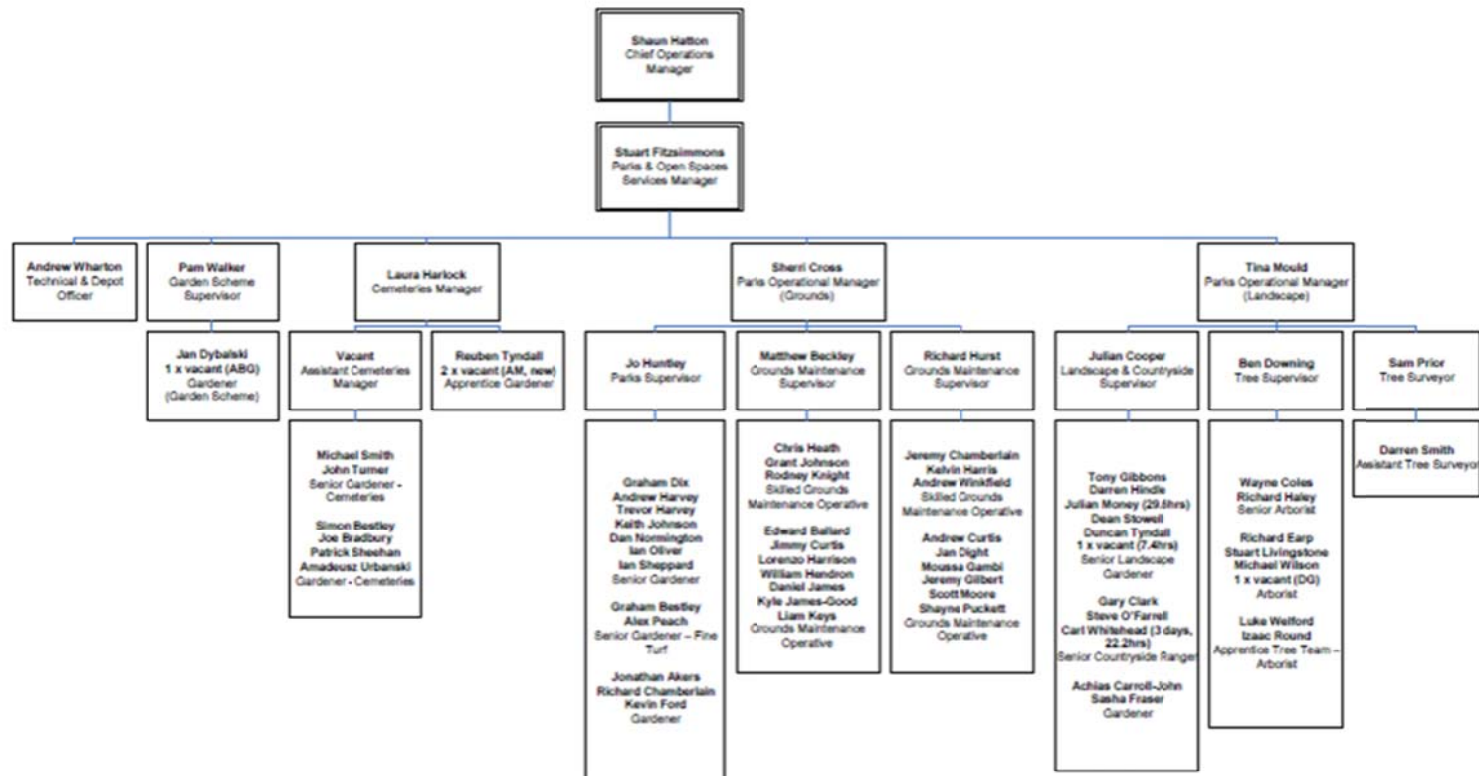 Shaun Hatton
Chief Operations
Manager
Stuart Fitzsimmons
Parks & Open Spaces
Services Manager
Andrew Wharton
Technical & Depot
Officer
Pam Walker
Garden Scheme
Supervisor
Laura Harlock
Cemeteries Manager
Sherri Cross
Parks Operational Manager
(Grounds)
Tina Mould
Parks Operational Manager
(Landscape)
Jan Dybalski
1 x vacant (ABG)
Gardener
(Garden Scheme)
Vacant
Assistant Cemeteries
Manager
Reuben Tyndall
2 x vacant (AM, new)
Apprentice Gardener
Jo Huntley
Parks Supervisor
Matthew Beckley
Grounds Maintenance
Supervisor
Richard Hurst
Grounds Maintenance
Supervisor
Julian Cooper
Landscape & Countryside
Supervisor
Ben Downing
Tree Supervisor
Sam Prior
Tree Surveyor
Michael Smith
John Turner
Senior Gardener -
Cemeteries
Simon Bestley
Joe Bradbury
Patrick Sheehan
Amadeusz Urbanski
Gardener - Cemeteries
Graham Dix
Andrew Harvey
Trevor Harvey
Keith Johnson
Dan Normington
Ian Oliver
Ian Sheppard
Senior Gardener
Graham Bestley
Alex Peach
Senior Gardener – Fine
Turf
Jonathan Akers
Richard Chamberlain
Kevin Ford
Gardener
Chris Heath
Grant Johnson
Rodney Knight
Skilled Grounds
Maintenance Operative
Edward Ballard
Jimmy Curtis
Lorenzo Harrison
William Hendron
Daniel James
Kyle James-Good
Liam Keys
Grounds Maintenance
Operative
Jeremy Chamberlain
Kelvin Harris
Andrew Winkfield
Skilled Grounds
Maintenance Operative
Andrew Curtis
Jan Dight
Moussa Gambi
Jeremy Gilbert
Scott Moore
Shayne Puckett
Grounds Maintenance
Operative
Tony Gibbons
Darren Hindle
Julian Money (29.6hrs)
Dean Stowell
Duncan Tyndall
1 x vacant (7.4hrs)
Senior Landscape
Gardener
Gary Clark
Steve O'Farrell
Carl Whitehead (3 days,
22.2hrs)
Senior Countryside Ranger
Achias Carroll-John
Sasha Fraser
Gardener
Wayne Coles
Richard Haley
Senior Arborist
Richard Earp
Stuart Livingstone
Michael Wilson
1 x vacant (DG)
Arborist
Luke Welford
Izaac Round
Apprentice Tree Team –
Arborist
Darren Smith
Assistant Tree Surveyor